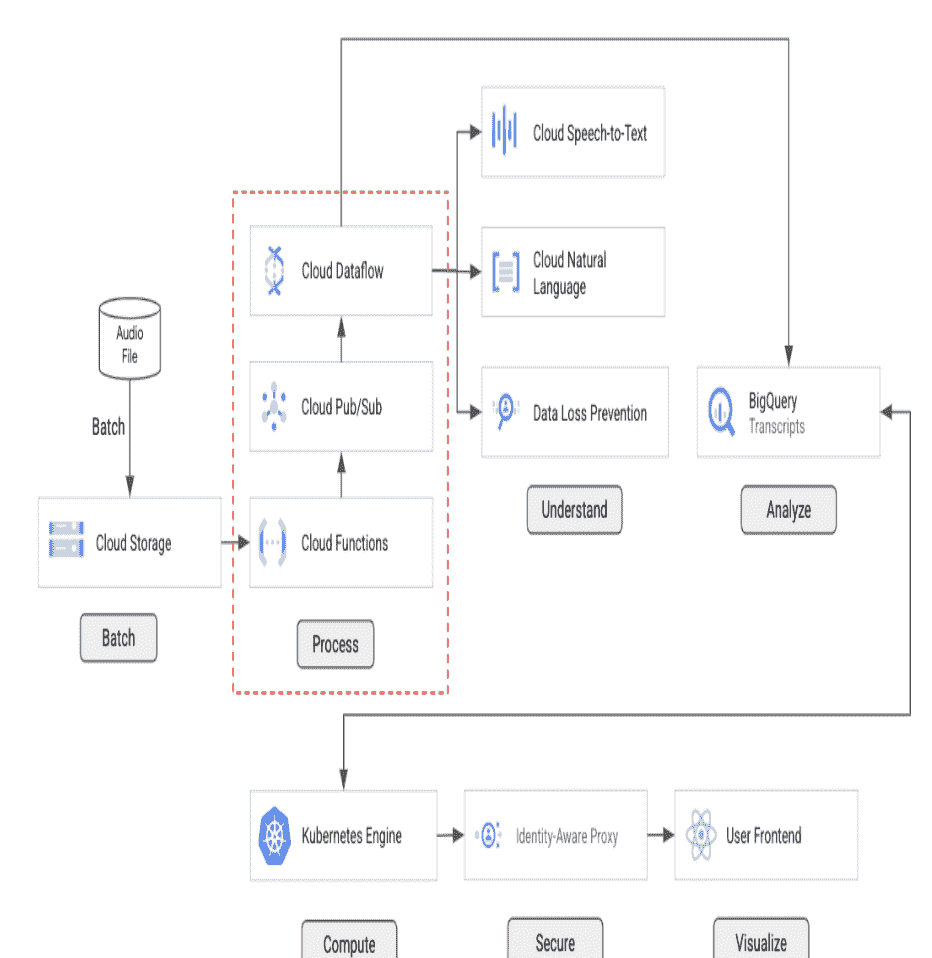 Cloud Speech-to-Text
Cloud Dataflow
Cloud Natural
Language
Audio
File
Batch
Cloud Pub/Sub
Data Loss Prevention
BigQuery
Transcripts
Understand
Analyze
Cloud Storage
Cloud Functions
Batch
Process
Kubernetes Engine
Identity-Aware Proxy
User Frontend
Compute
Secure
Visualize